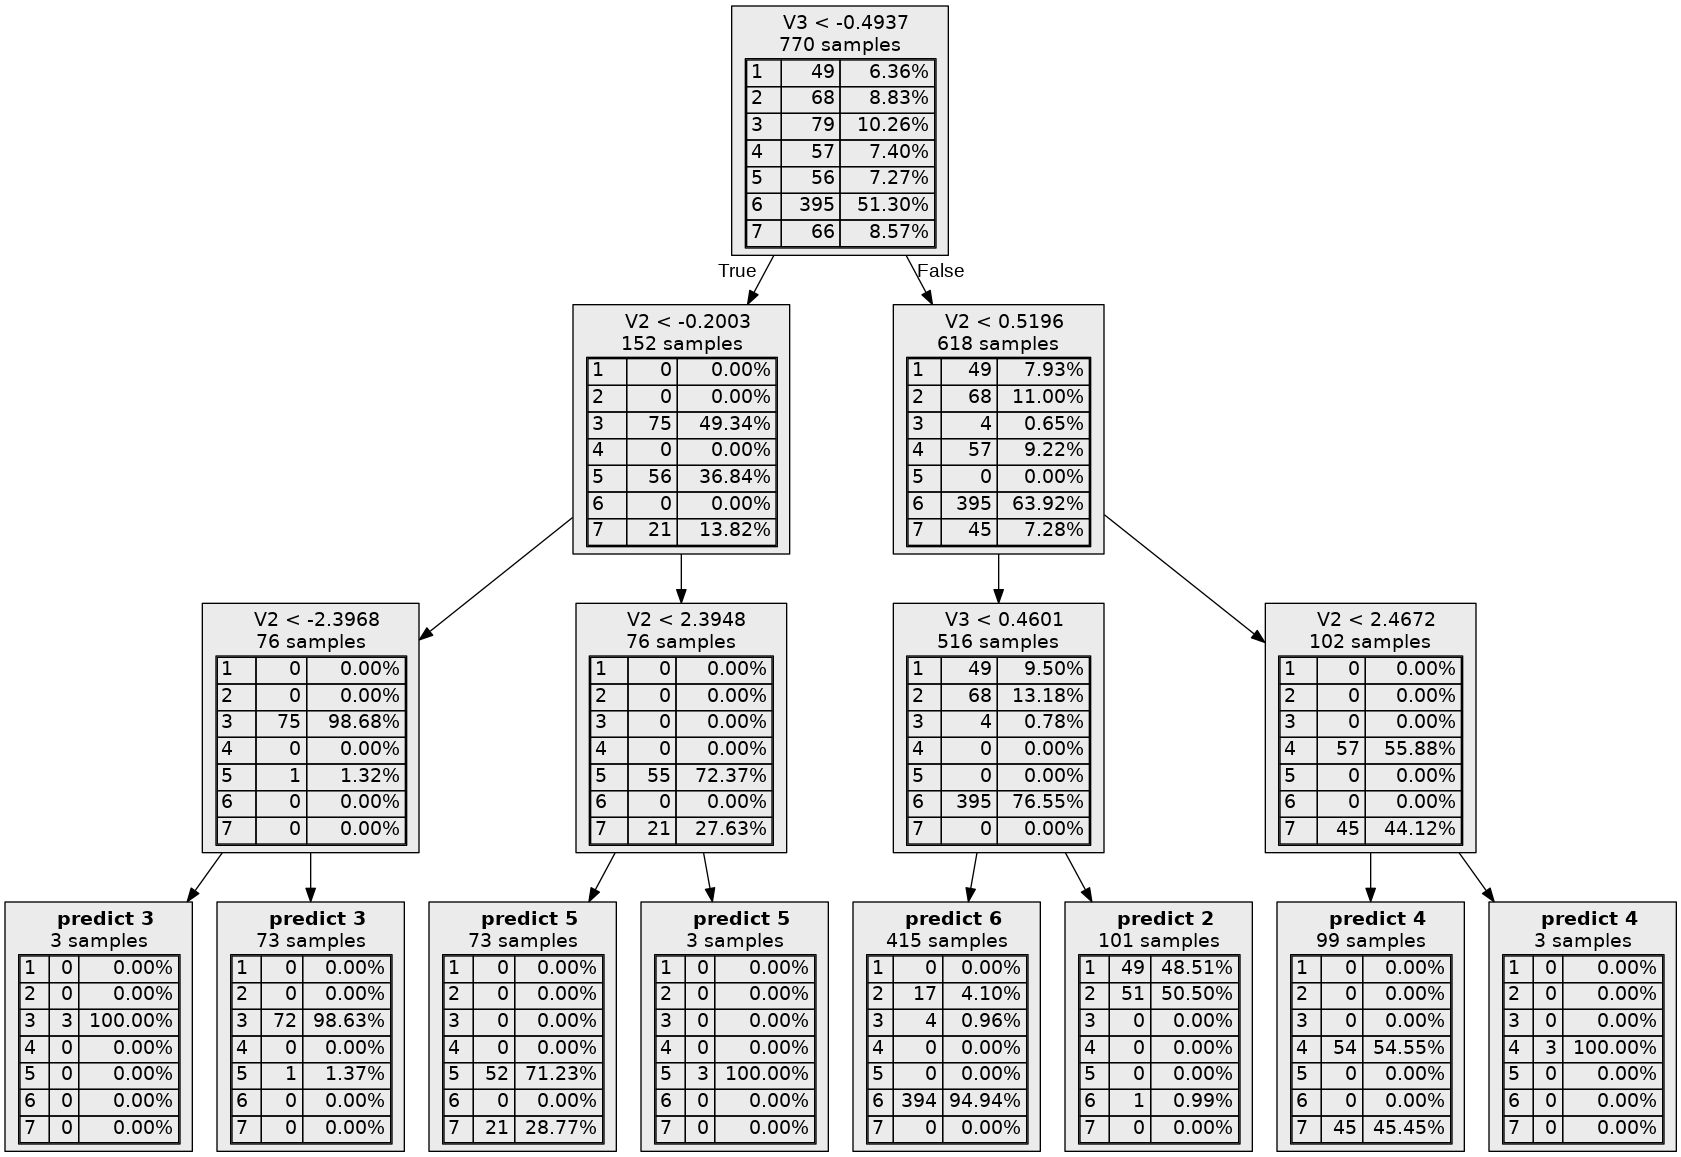 V3 < -0.4937
770 samples
1 49 6.36%
2 68 8.83%
3 79 10.26%
4 57 7.40%
5 56 7.27%
6 395 51.30%
7 66 8.57%
True
False
V2 < -0.2003
152 samples
1 0 0.00%
2 0 0.00%
3 75 49.34%
4 0 0.00%
5 56 36.84%
6 0 0.00%
7 21 13.82%
V2 < 0.5196
618 samples
1 49 7.93%
2 68 11.00%
3 4 0.65%
4 57 9.22%
5 0 0.00%
6 395 63.92%
7 45 7.28%
V2 < -2.3968
76 samples
1 0 0.00%
2 0 0.00%
3 75 98.68%
4 0 0.00%
5 1 1.32%
6 0 0.00%
7 0 0.00%
V2 < 2.3948
76 samples
1 0 0.00%
2 0 0.00%
3 0 0.00%
4 0 0.00%
5 55 72.37%
6 0 0.00%
7 21 27.63%
V3 < 0.4601
516 samples
1 49 9.50%
2 68 13.18%
3 4 0.78%
4 0 0.00%
5 0 0.00%
6 395 76.55%
7 0 0.00%
V2 < 2.4672
102 samples
1 0 0.00%
2 0 0.00%
3 0 0.00%
4 57 55.88%
5 0 0.00%
6 0 0.00%
7 45 44.12%
predict 3
3 samples
1 0 0.00%
2 0 0.00%
3 3 100.00%
4 0 0.00%
5 0 0.00%
6 0 0.00%
7 0 0.00%
predict 3
73 samples
1 0 0.00%
2 0 0.00%
3 72 98.63%
4 0 0.00%
5 1 1.37%
6 0 0.00%
7 0 0.00%
predict 5
73 samples
1 0 0.00%
2 0 0.00%
3 0 0.00%
4 0 0.00%
5 52 71.23%
6 0 0.00%
7 21 28.77%
predict 5
3 samples
1 0 0.00%
2 0 0.00%
3 0 0.00%
4 0 0.00%
5 3 100.00%
6 0 0.00%
7 0 0.00%
predict 6
415 samples
1 0 0.00%
2 17 4.10%
3 4 0.96%
4 0 0.00%
5 0 0.00%
6 394 94.94%
7 0 0.00%
predict 2
101 samples
1 49 48.51%
2 51 50.50%
3 0 0.00%
4 0 0.00%
5 0 0.00%
6 1 0.99%
7 0 0.00%
predict 4
99 samples
1 0 0.00%
2 0 0.00%
3 0 0.00%
4 54 54.55%
5 0 0.00%
6 0 0.00%
7 45 45.45%
predict 4
3 samples
1 0 0.00%
2 0 0.00%
3 0 0.00%
4 3 100.00%
5 0 0.00%
6 0 0.00%
7 0 0.00%